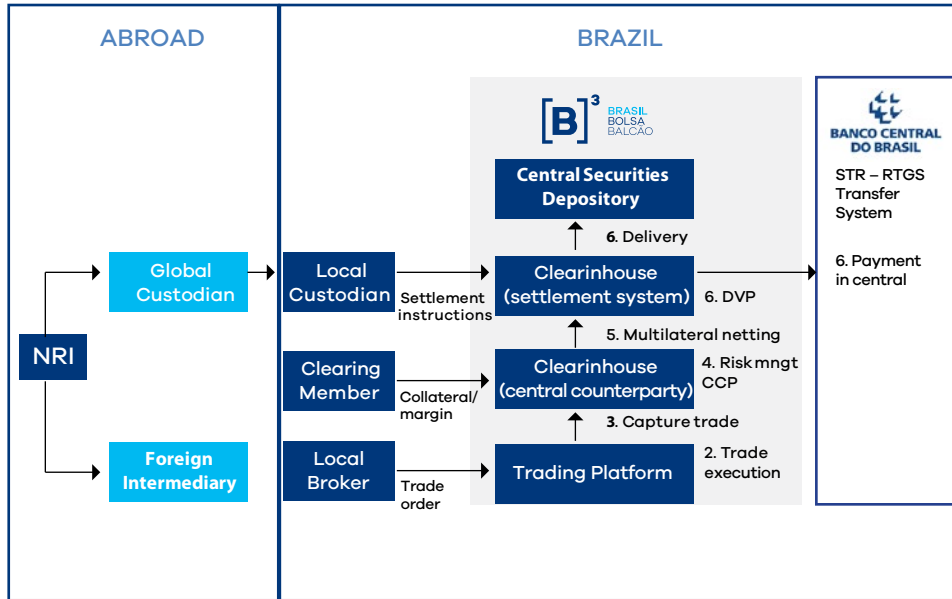 ABROAD
BRAZIL
[B]³
BRASIL
BOLSA
BALCÃO
BANCO CENTRAL
DO BRASIL
STR – RTGS
Transfer
System
6. Payment
in central
Central Securities
Depository
6. Delivery
Global
Custodian
Local
Custodian
Settlement
instructions
Clearinhouse
(settlement system)
6. DVP
5. Multilateral netting
NRI
Clearing
Member
Collateral/
margin
Clearinhouse
(central counterparty)
4. Risk mngt
CCP
3. Capture trade
Foreign
Intermediary
Local
Broker
Trade
order
Trading Platform
2. Trade
execution